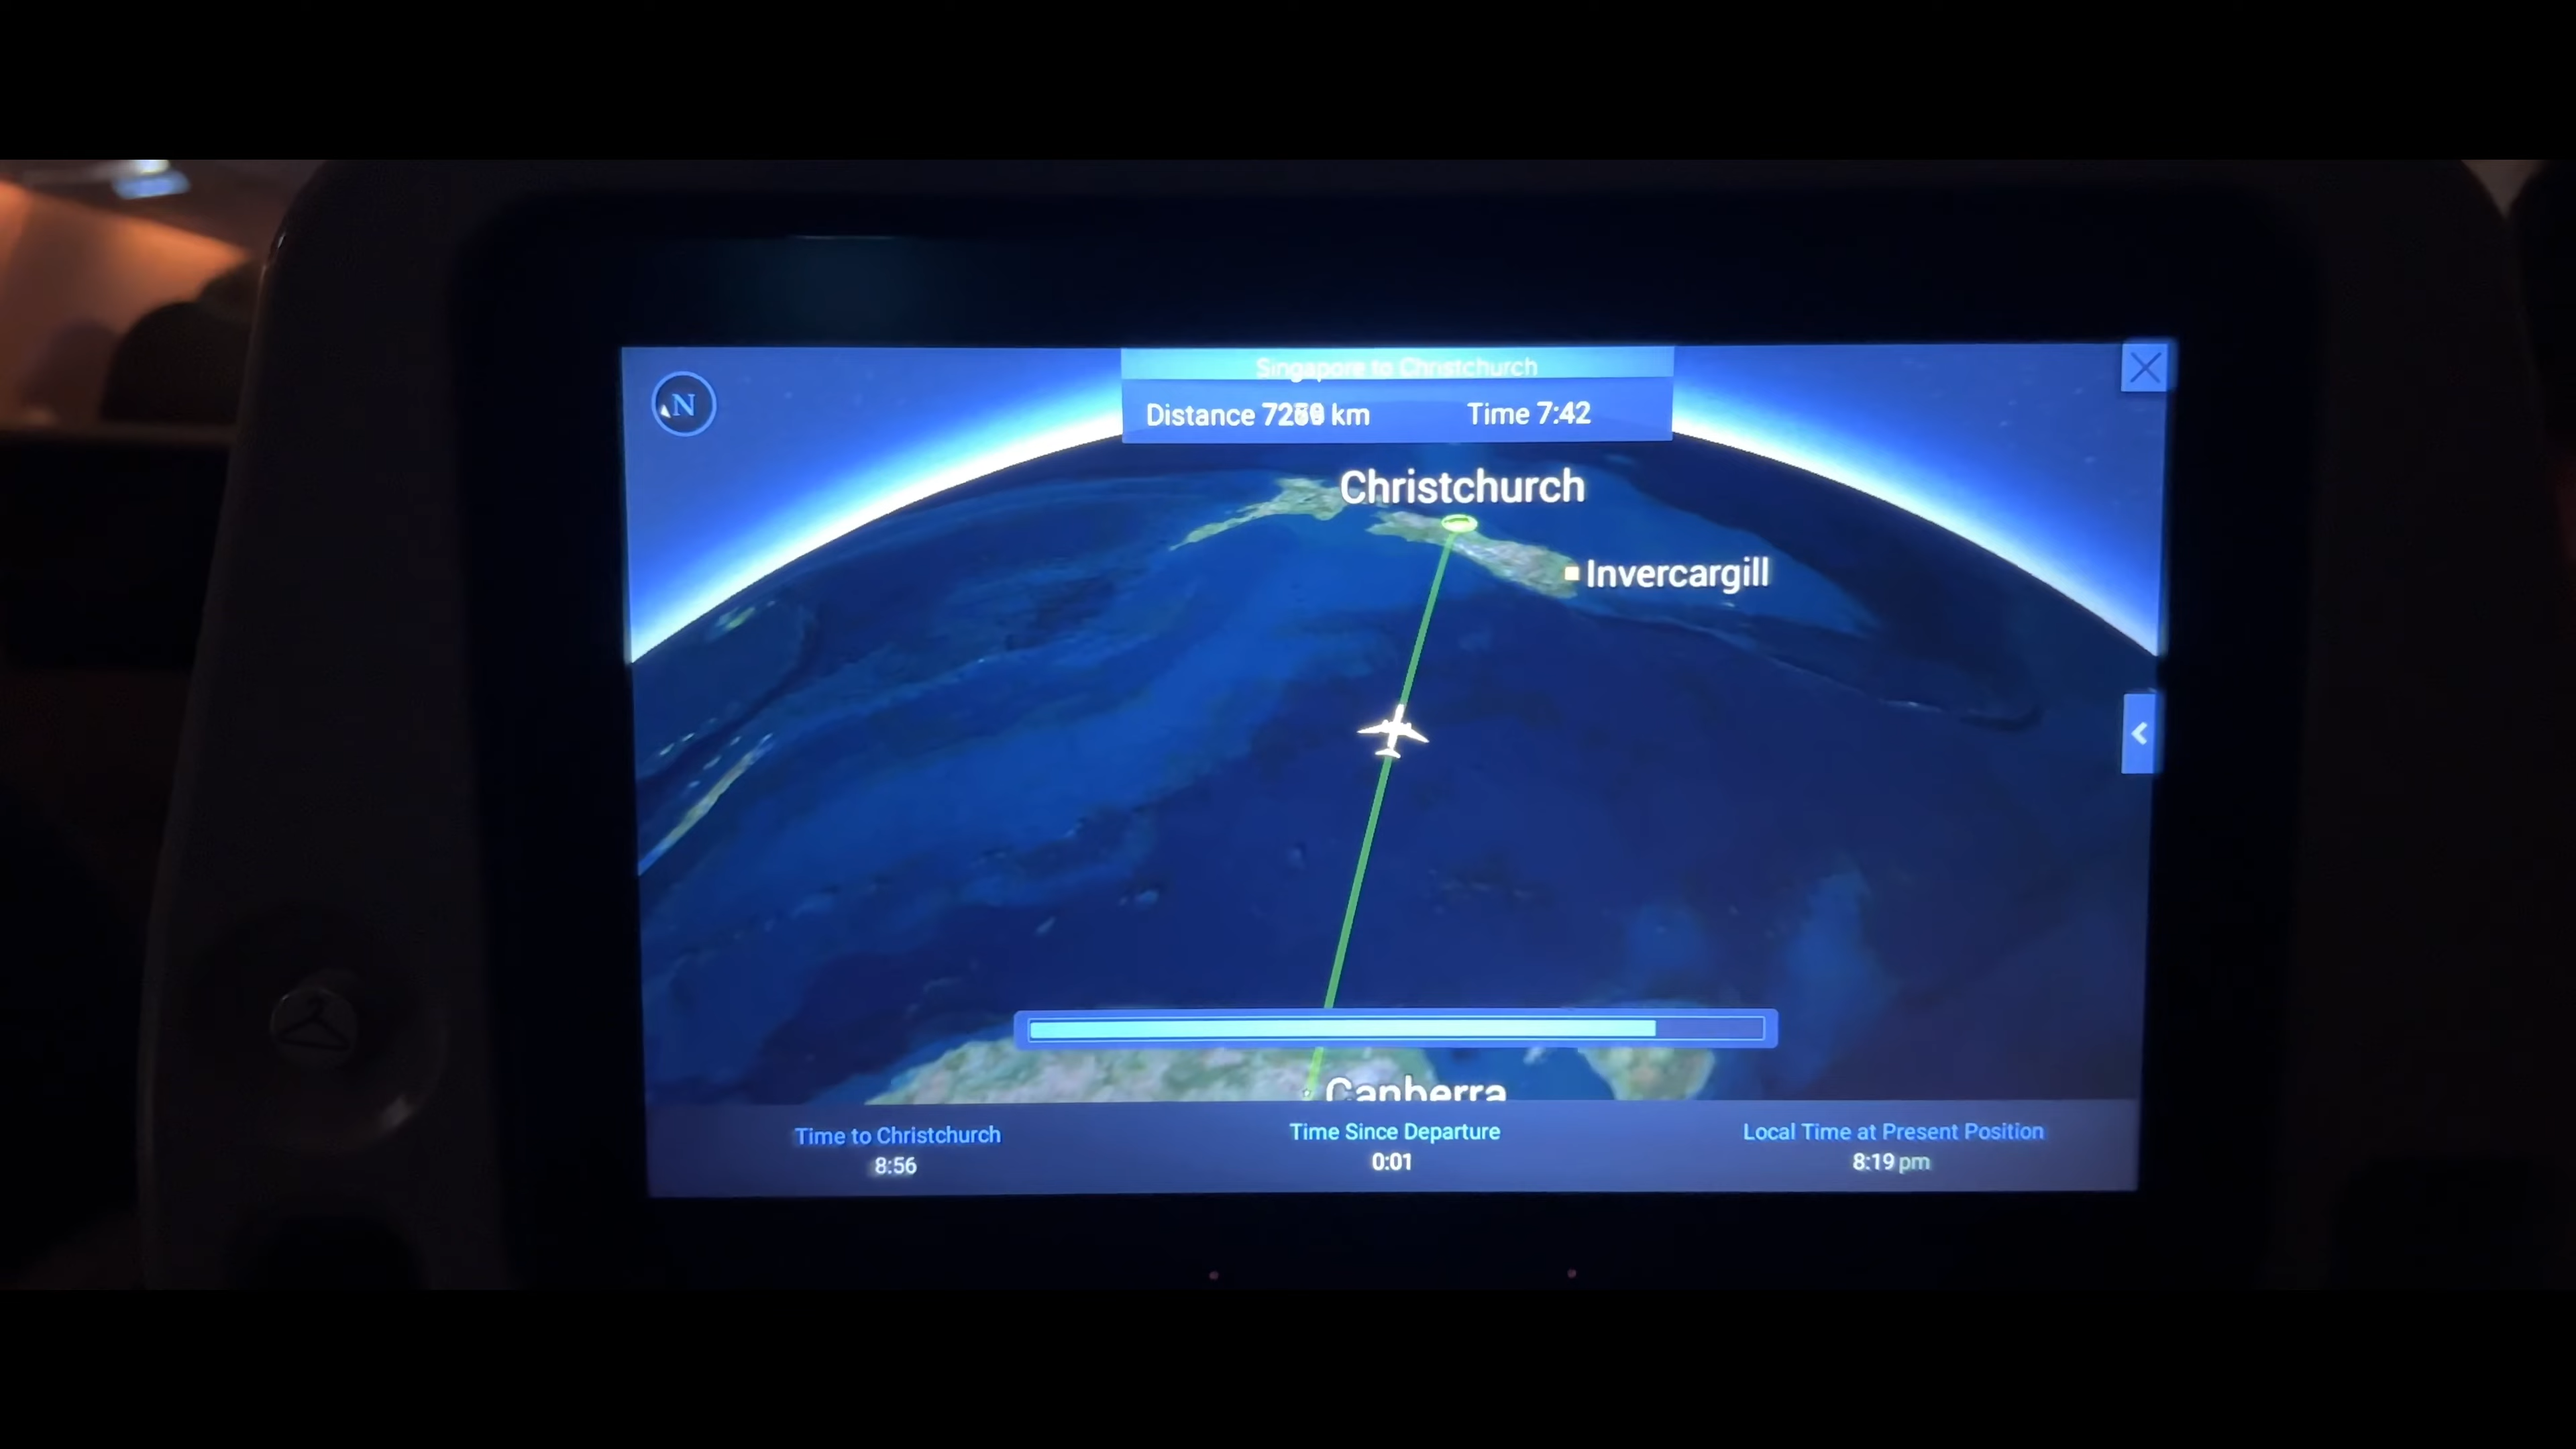 Singapore to Christchurch
N
Distance km Time 7:42
Christchurch
Invercargill
Canberra
Time to Christchurch
8:56
Time Since Departure
0:01
Local Time at Present Position
8:19 pm